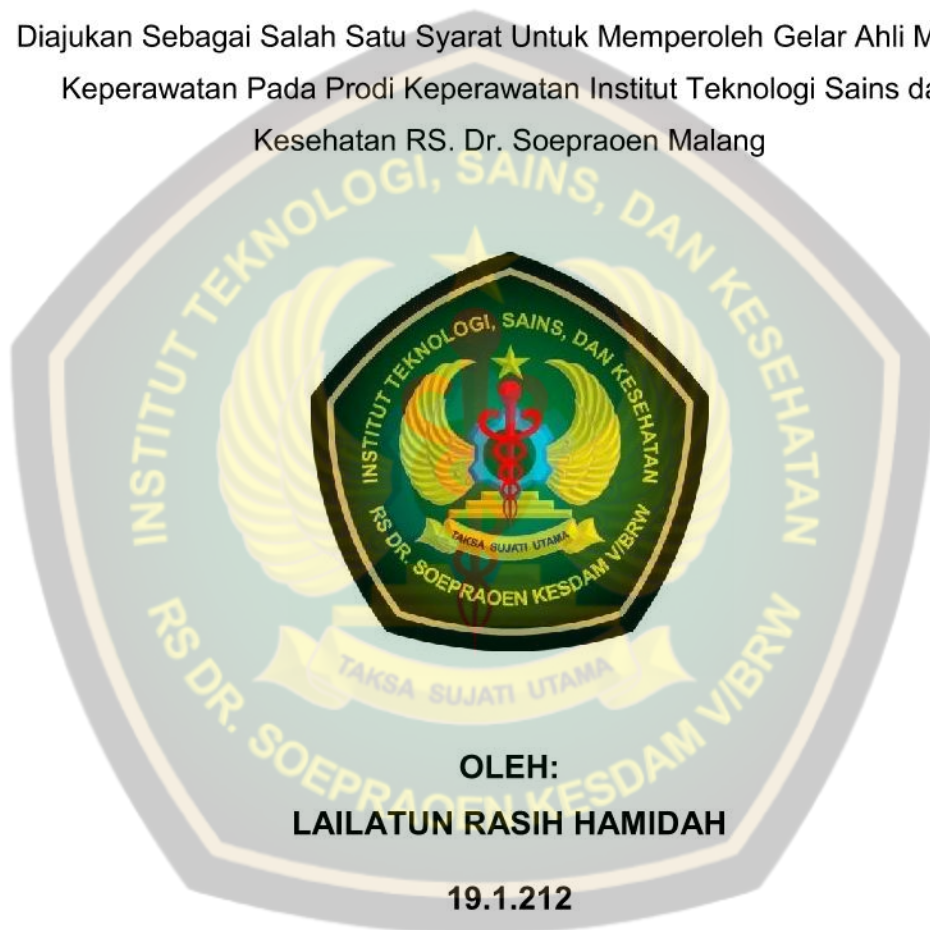 Diajukan Sebagai Salah Satu Syarat Untuk Memperoleh Gelar Ahli M
Keperawatan Pada Prodi Keperawatan Institut Teknologi Sains da
Kesehatan RS. Dr. Soepraoen Malang
INSTITUT TEKNOLOGI, SAINS, DAN KESEHATAN
RS DR. SOEPRAOEN KESDAM V/BRW
TAKSA SUJATI UTAMA
INSTITUT TEKNOLOGI, SAINS, DAN KESEHATAN
TAKSA SUJATI UTAMA
RS DR. SOEPRAOEN KESDAM V/BRW
OLEH:
LAILATUN RASIH HAMIDAH
19.1.212